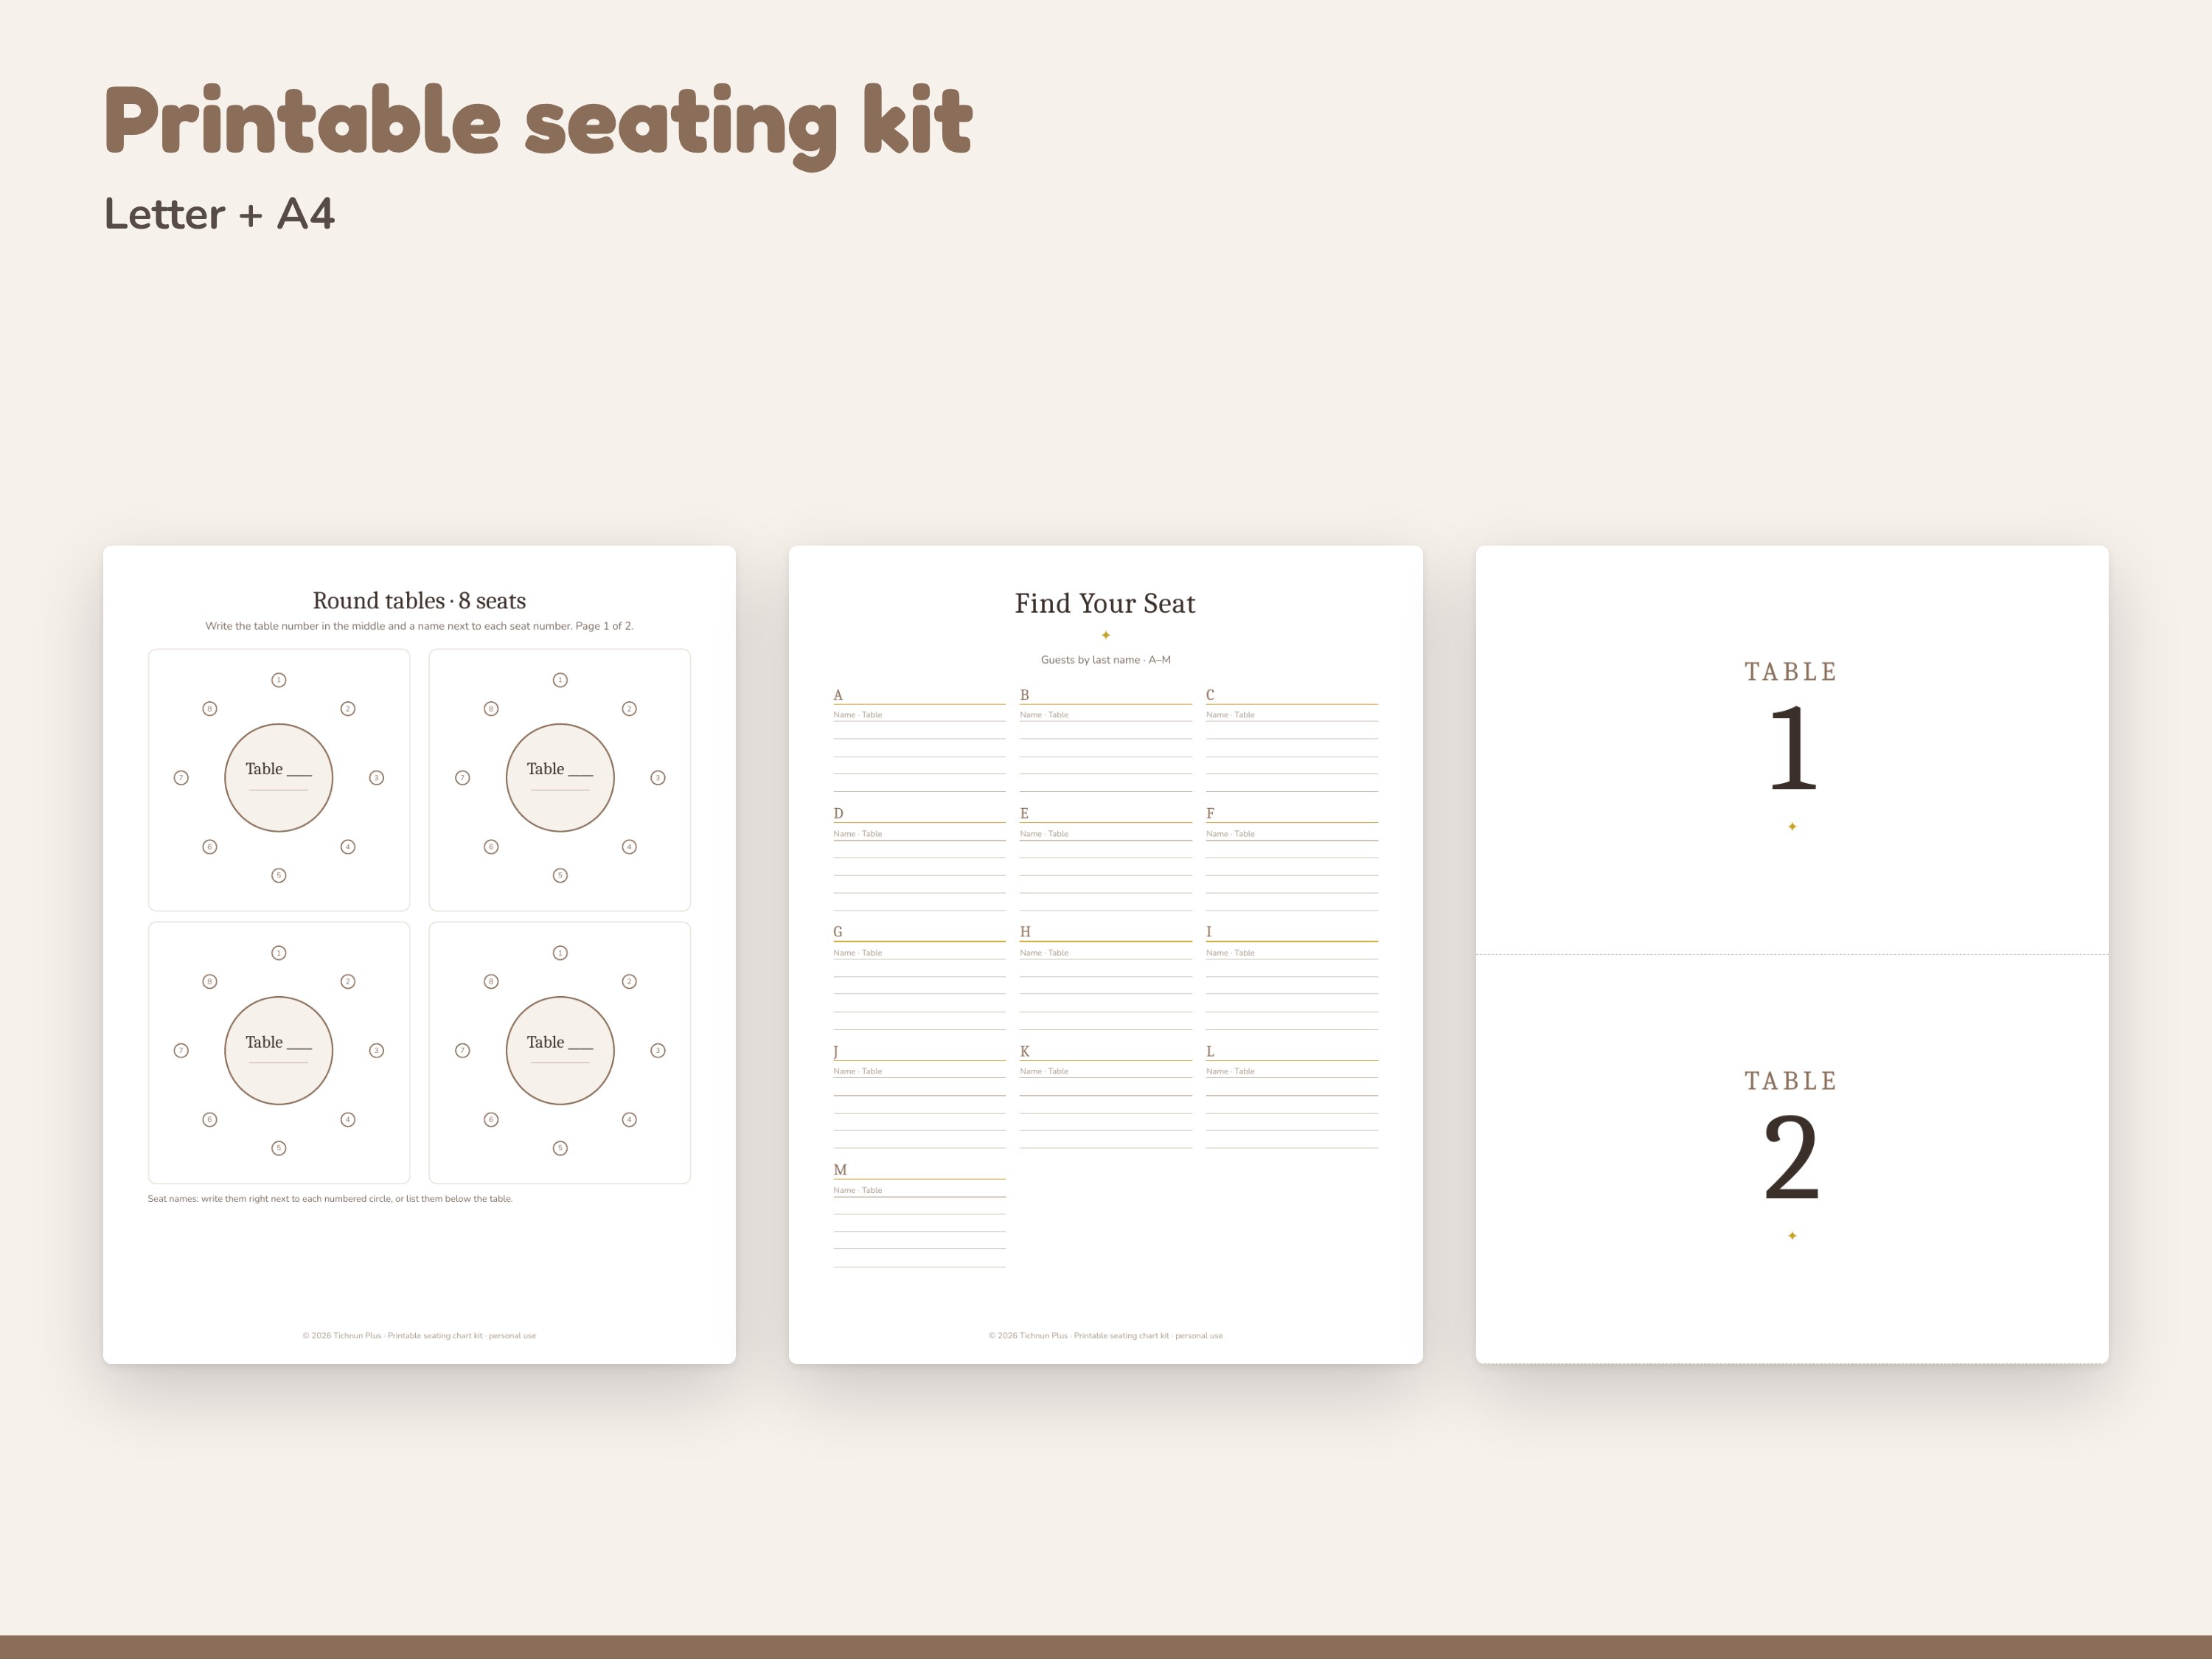 Printable seating kit
Letter + A4
Round tables · 8 seats
Write the table number in the middle and a name next to each seat number. Page 1 of 2.
1
8
2
Table ____
7
3
6
4
5
1
8
2
Table ____
7
3
6
4
5
1
8
2
Table ____
7
3
6
4
5
1
8
2
Table ____
7
3
6
4
5
Seat names: write them right next to each numbered circle, or list them below the table.
© 2026 Tichnun Plus · Printable seating chart kit · personal use
Find Your Seat
Guests by last name · A–M
A
Name · Table
B
Name · Table
C
Name · Table
D
Name · Table
E
Name · Table
F
Name · Table
G
Name · Table
H
Name · Table
I
Name · Table
J
Name · Table
K
Name · Table
L
Name · Table
M
Name · Table
© 2026 Tichnun Plus · Printable seating chart kit · personal use
TABLE
1
TABLE
2